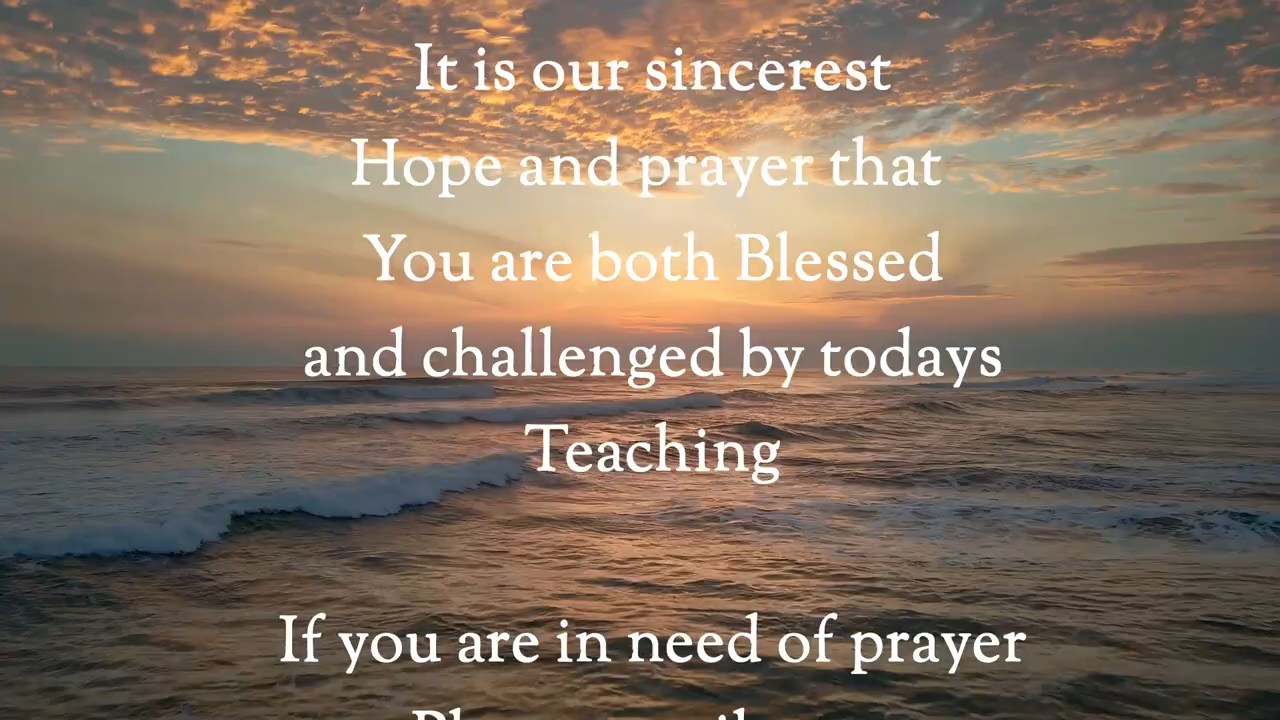 It is our sincerest
Hope and prayer that
You are both Blessed
and challenged by todays
Teaching
If you are in need of prayer